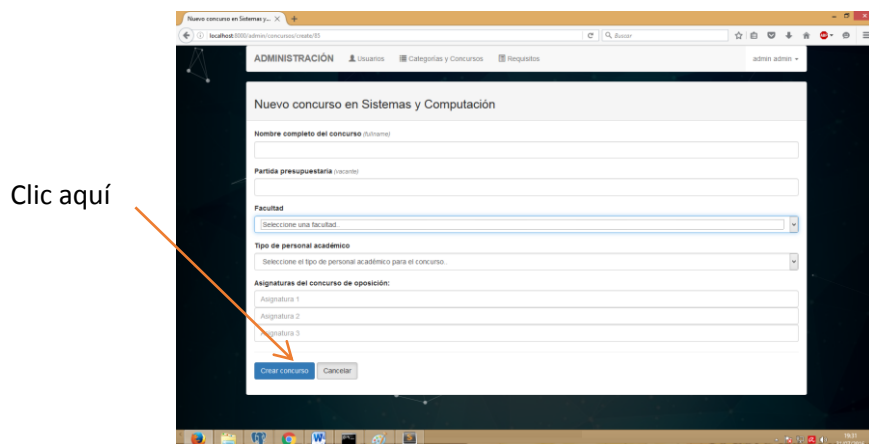 Nuevo concurso en Sistemas y...
localhost:8000/admin/concursos/create/85
Buscar
ADMINISTRACIÓN Usuarios Categorías y Concursos Requisitos admin admin
Nuevo concurso en Sistemas y Computación
Nombre completo del concurso (fullname)
Partida presupuestaria (vacante)
Clic aquí
Facultad
Seleccione una facultad.
Tipo de personal académico
Seleccione el tipo de personal académico para el concurso.
Asignaturas del concurso de oposición:
Asignatura 1
Asignatura 2
Asignatura 3
Crear concurso Cancelar
19:31